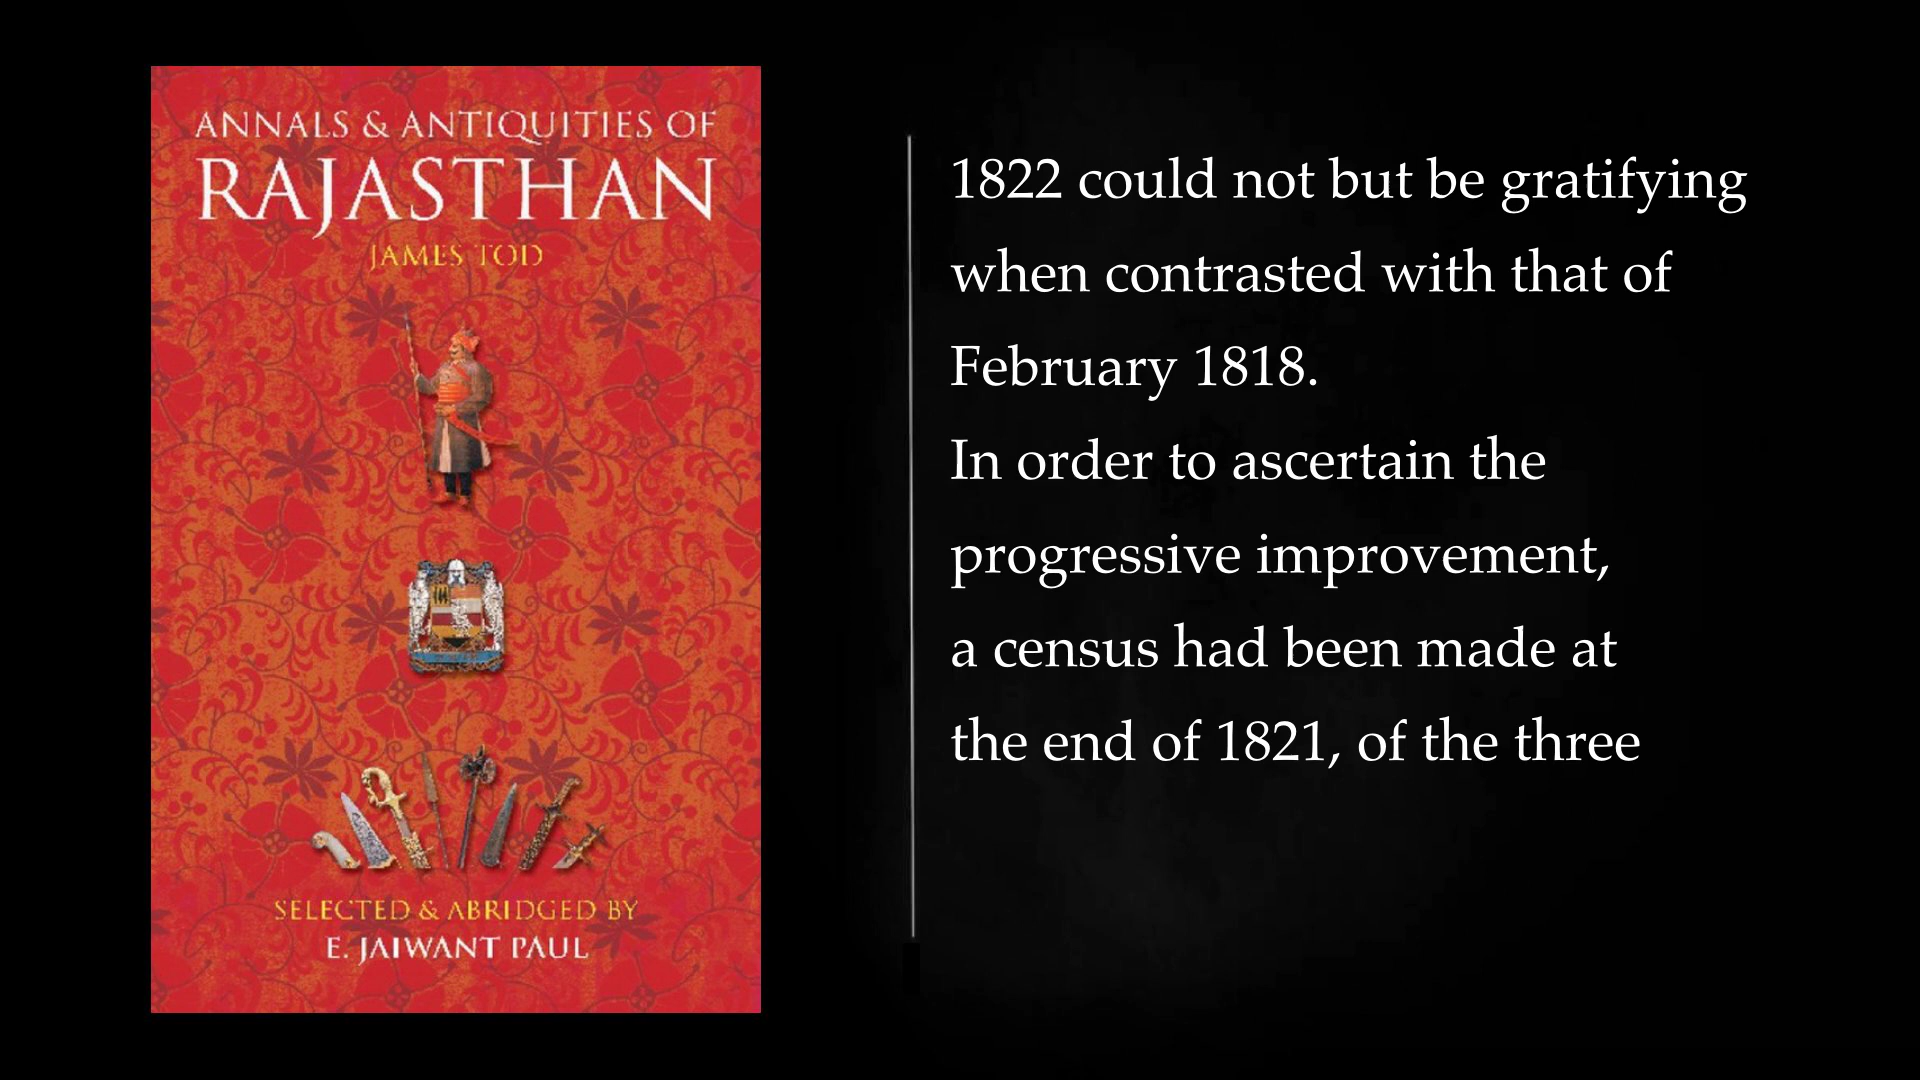 ANNALS & ANTIQUITIES OF
RAJASTHAN
JAMES TOD
SELECTED & ABRIDGED BY
E. JAIWANT PAUL
1822 could not but be gratifying
when contrasted with that of
February 1818.
In order to ascertain the
progressive improvement,
a census had been made at
the end of 1821, of the three